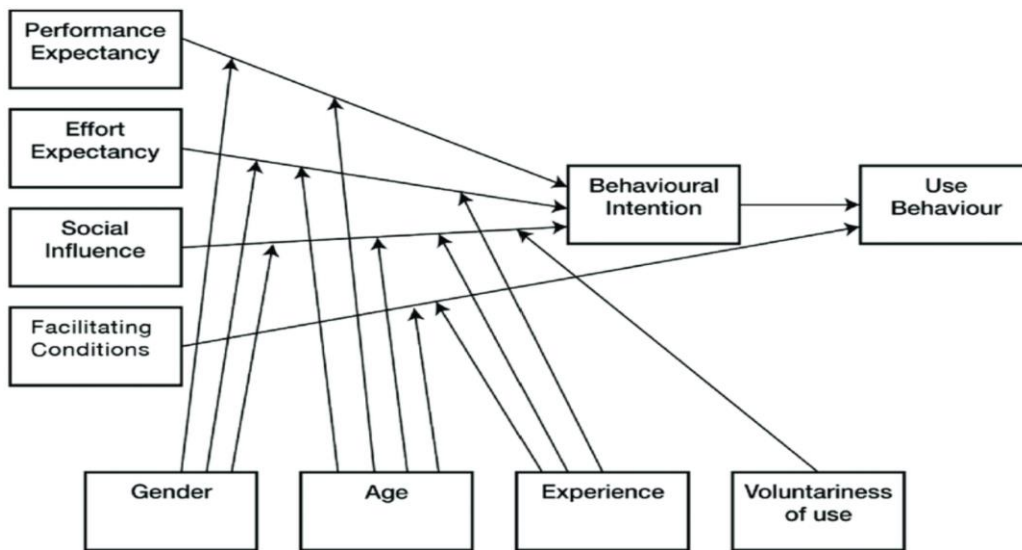 Performance
Expectancy
Effort
Expectancy
Social
Influence
Facilitating
Conditions
Behavioural
Intention
Use
Behaviour
Gender
Age
Experience
Voluntariness
of use